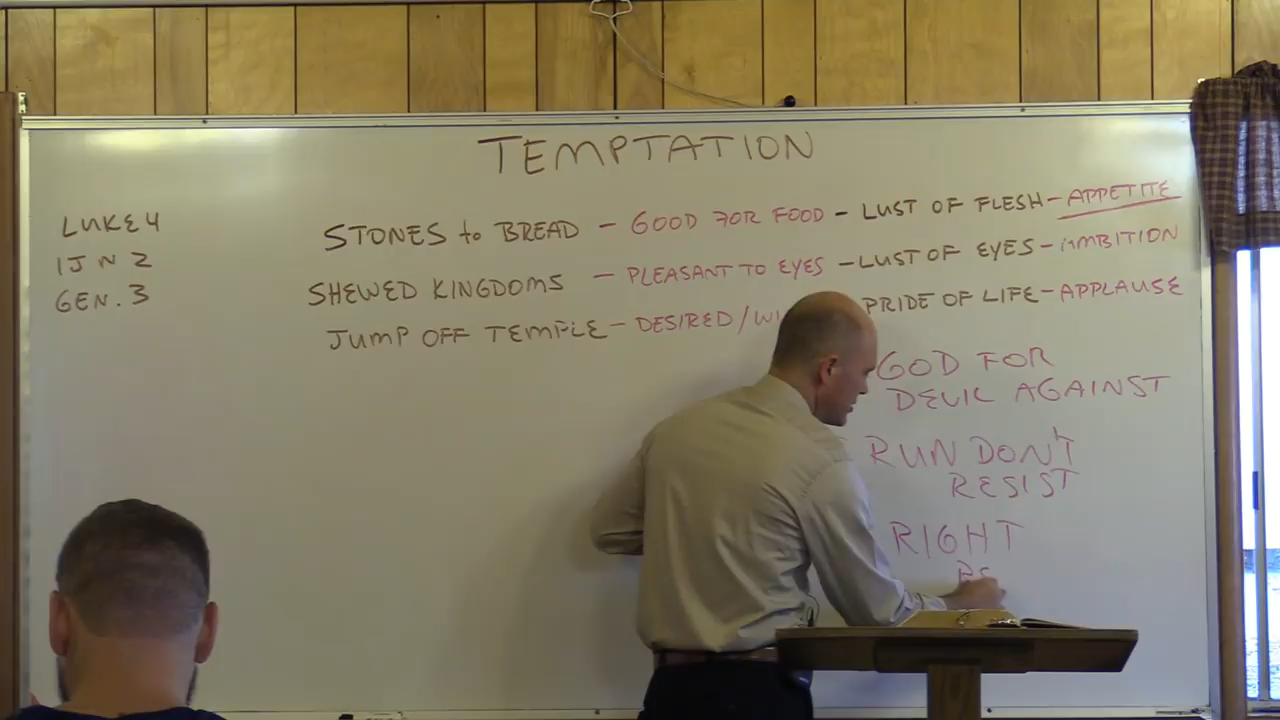 TEMPTATION
LUKE 4
1 JN 2
GEN. 3
STONES to BREAD - GOOD FOR FOOD - LUST OF FLESH - APPETITE
SHEWED KINGDOMS - PLEASANT TO EYES - LUST OF EYES - AMBITION
JUMP OFF TEMPLE - DESIRED / PRIDE OF LIFE - APPLAUSE
GOD FOR
DEVIL AGAINST
RUN DON'T
RESIST
RIGHT